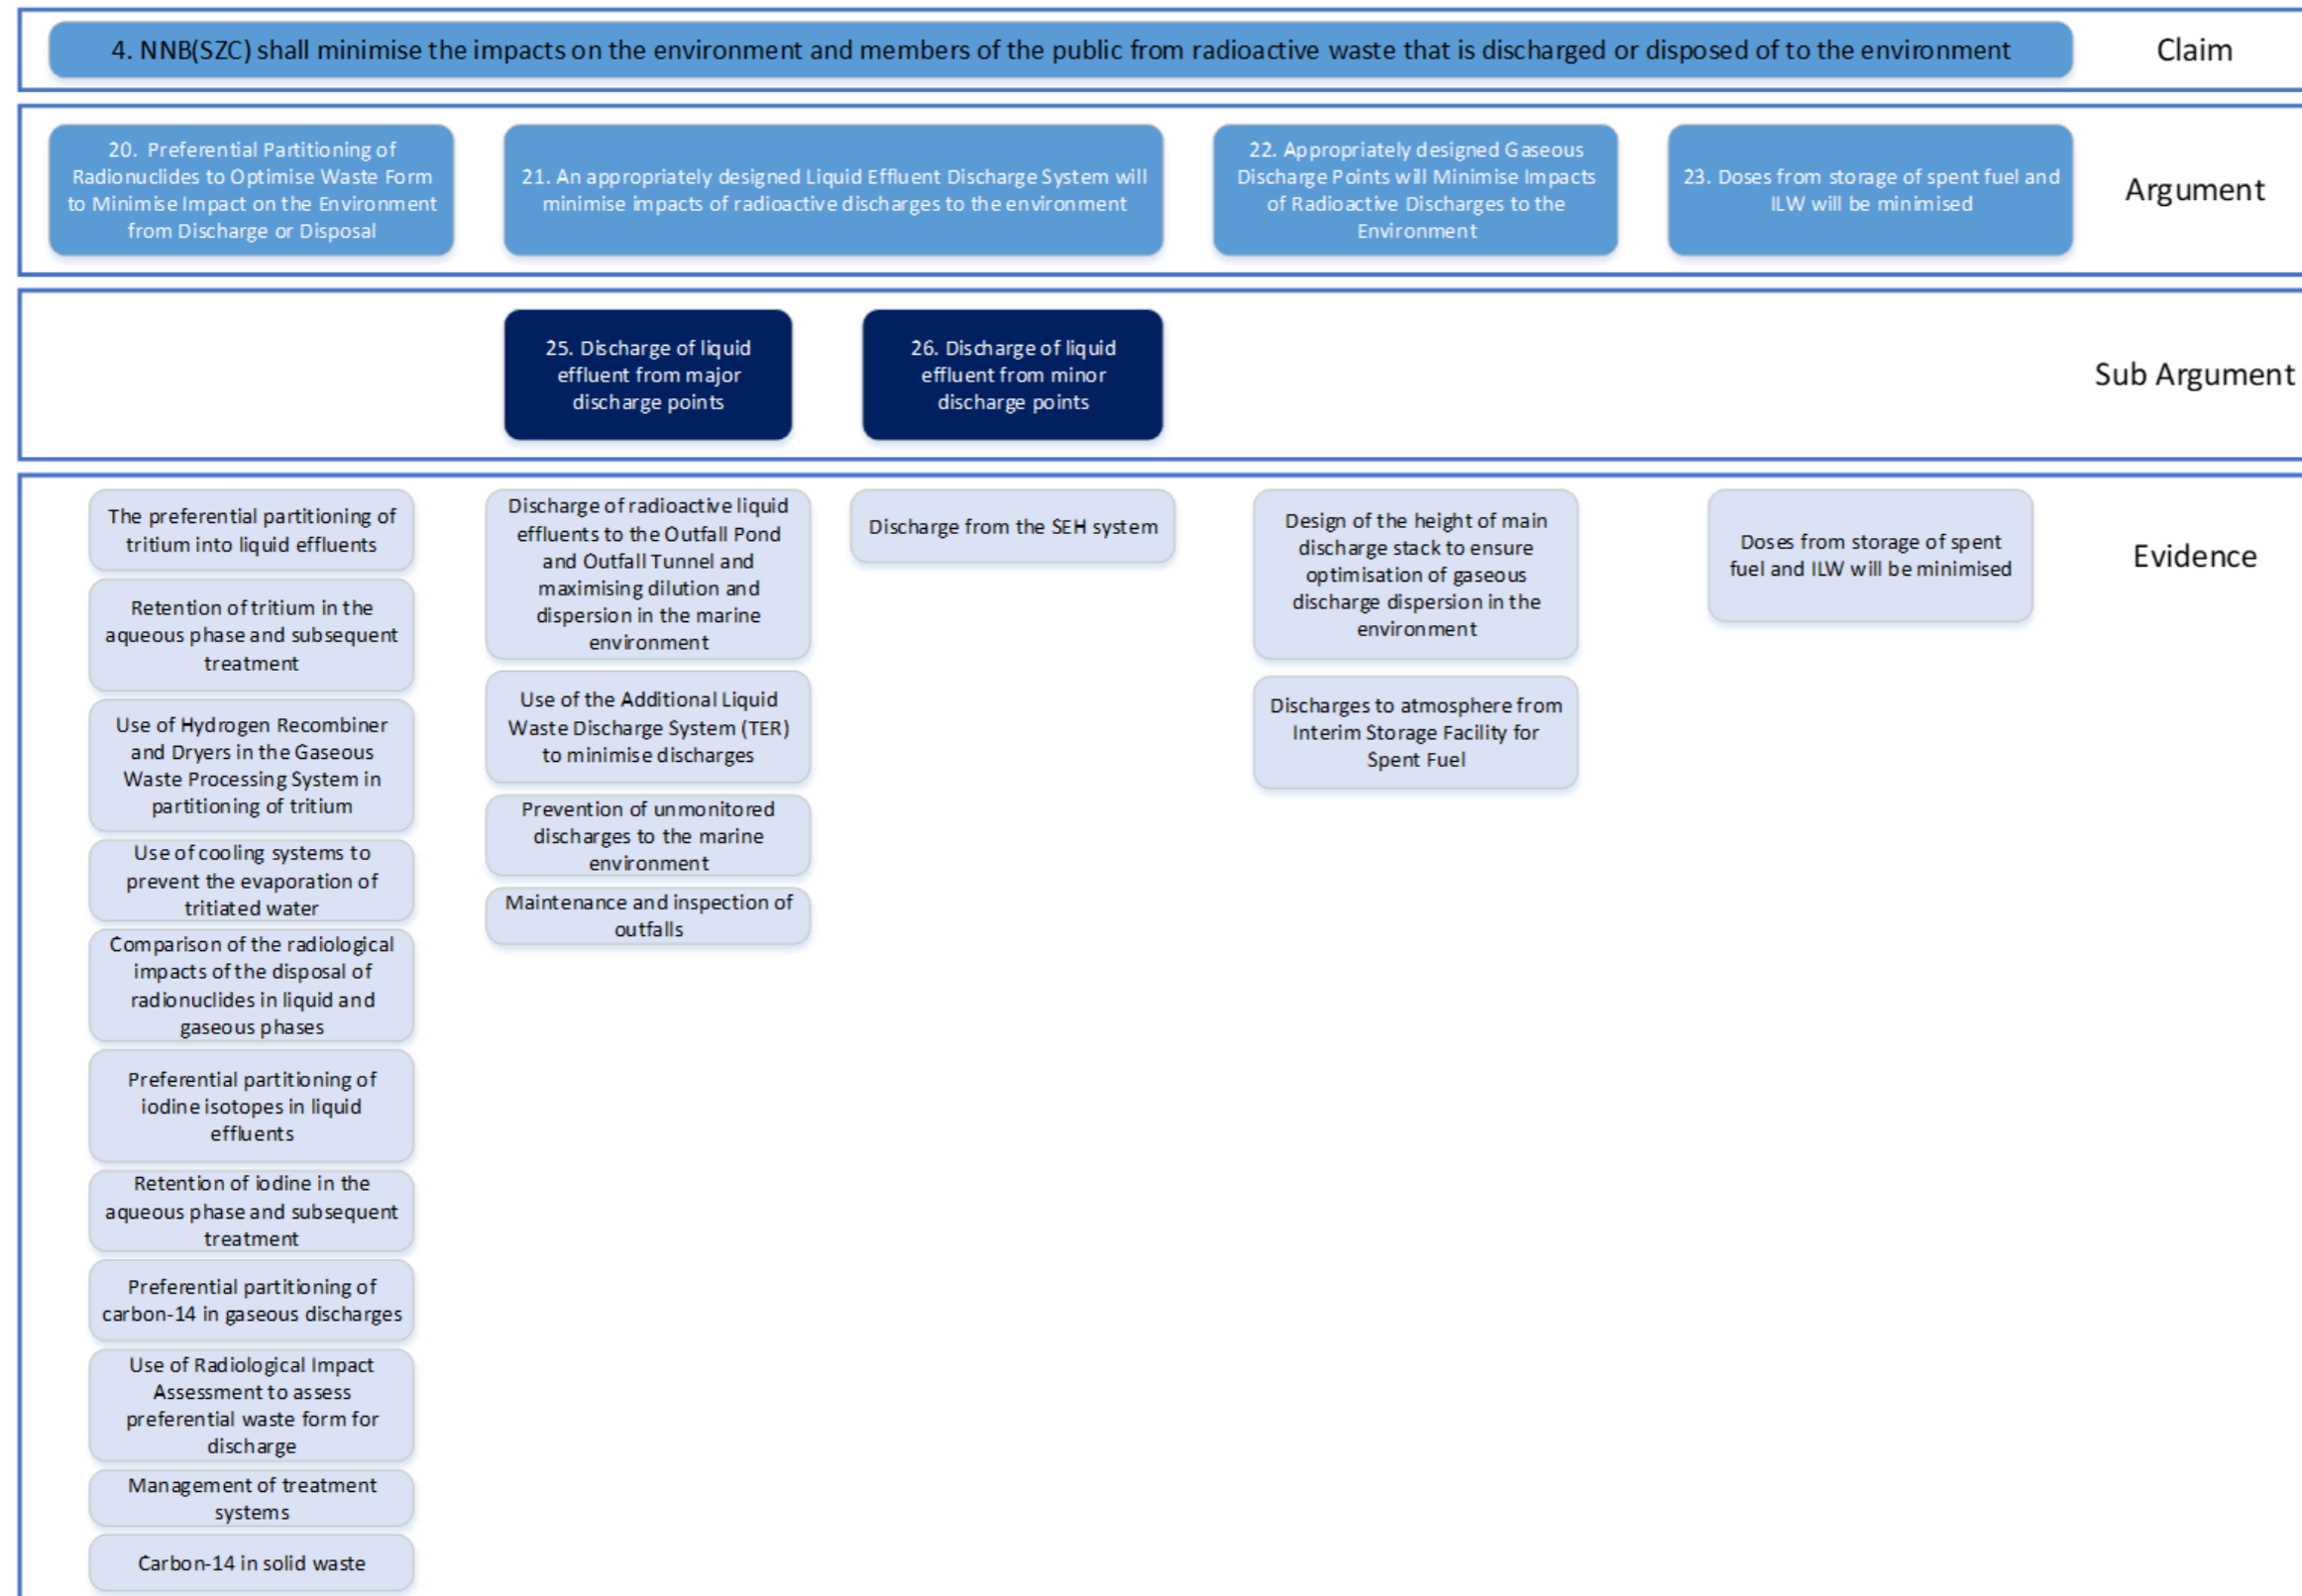 4. NNB(SZC) shall minimise the impacts on the environment and members of the public from radioactive waste that is discharged or disposed of to the environment
Claim
20. Preferential Partitioning of
Radionuclides to Optimise Waste Form
to Minimise Impact on the Environment
from Discharge or Disposal
21. An appropriately designed Liquid Effluent Discharge System will
minimise impacts of radioactive discharges to the environment
22. Appropriately designed Gaseous
Discharge Points will Minimise Impacts
of Radioactive Discharges to the
Environment
23. Doses from storage of spent fuel and
ILW will be minimised
Argument
25. Discharge of liquid
effluent from major
discharge points
26. Discharge of liquid
effluent from minor
discharge points
Sub Argument
The preferential partitioning of
tritium into liquid effluents
Retention of tritium in the
aqueous phase and subsequent
treatment
Use of Hydrogen Recombiner
and Dryers in the Gaseous
Waste Processing System in
partitioning of tritium
Use of cooling systems to
prevent the evaporation of
tritiated water
Comparison of the radiological
impacts of the disposal of
radionuclides in liquid and
gaseous phases
Preferential partitioning of
iodine isotopes in liquid
effluents
Retention of iodine in the
aqueous phase and subsequent
treatment
Preferential partitioning of
carbon-14 in gaseous discharges
Use of Radiological Impact
Assessment to assess
preferential waste form for
discharge
Management of treatment
systems
Carbon-14 in solid waste
Discharge of radioactive liquid
effluents to the Outfall Pond
and Outfall Tunnel and
maximising dilution and
dispersion in the marine
environment
Use of the Additional Liquid
Waste Discharge System (TER)
to minimise discharges
Prevention of unmonitored
discharges to the marine
environment
Maintenance and inspection of
outfalls
Discharge from the SEH system
Design of the height of main
discharge stack to ensure
optimisation of gaseous
discharge dispersion in the
environment
Discharges to atmosphere from
Interim Storage Facility for
Spent Fuel
Doses from storage of spent
fuel and ILW will be minimised
Evidence